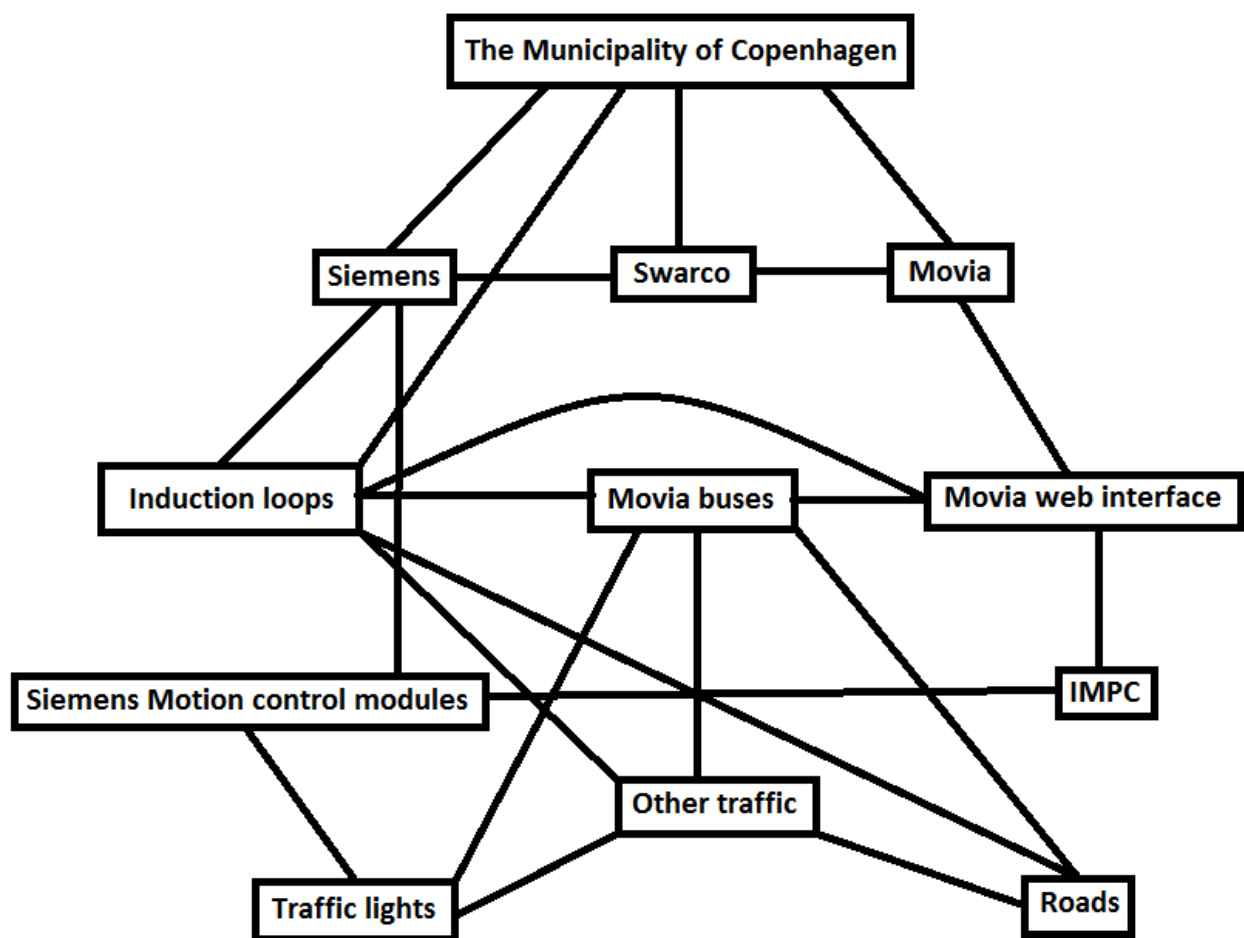 The Municipality of Copenhagen
Siemens
Swarco
Movia
Induction loops
Movia buses
Movia web interface
Siemens Motion control modules
IMPC
Other traffic
Traffic lights
Roads